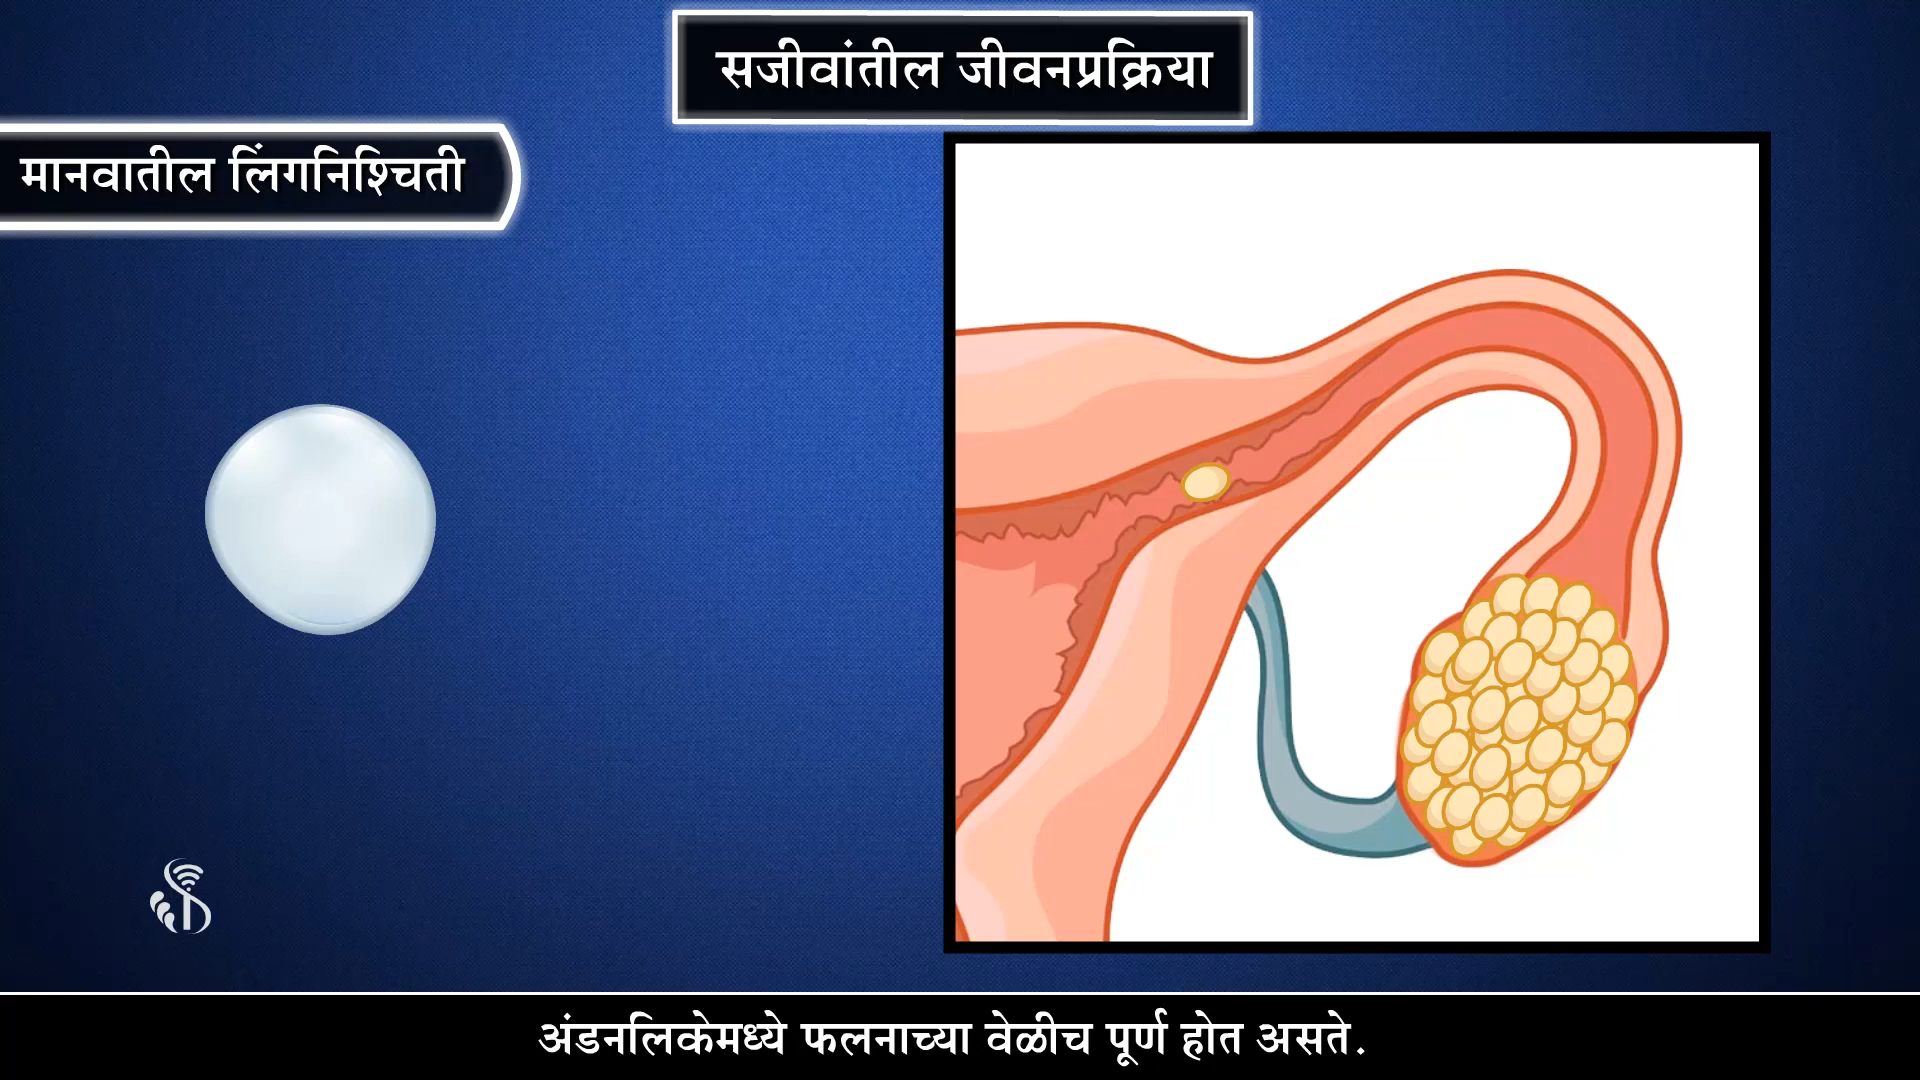 सजीवांतील जीवनप्रक्रिया
मानवातील लिंगनिश्चिती
अंडनलिकेमध्ये फलनाच्या वेळीच पूर्ण होत असते.